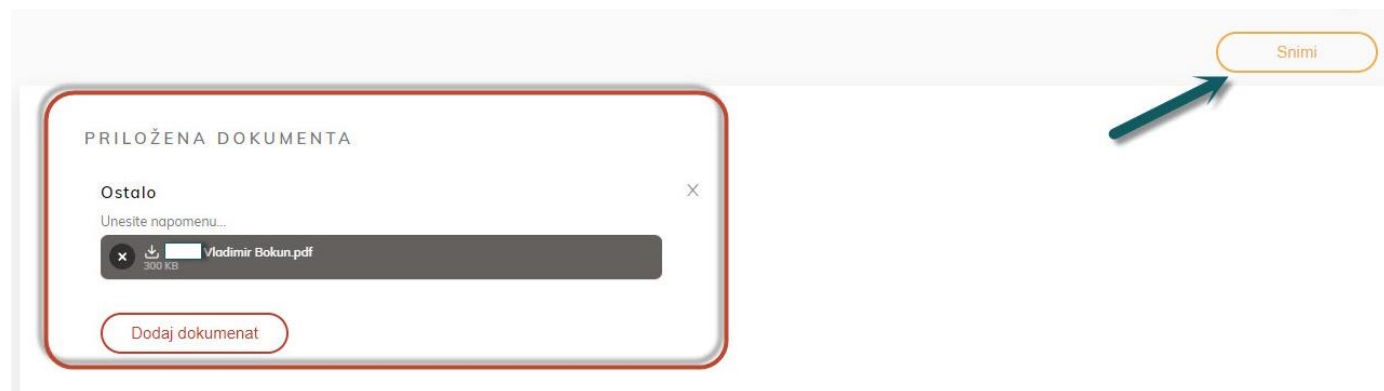 Snimi
PRILOŽENA DOKUMENTA
Ostalo
X
Unesite napomenu...
Vladimir Bokun.pdf
300 KB
Dodaj dokumenat